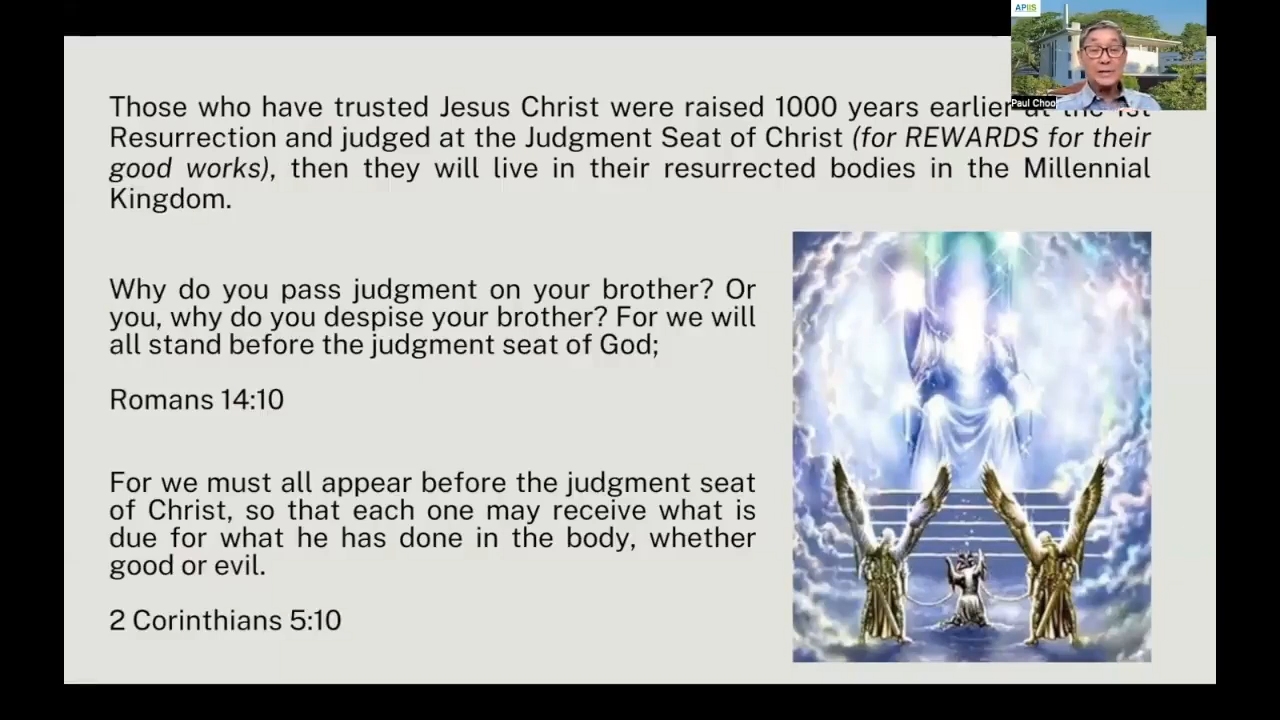 APIIS
Paul Choo
Those who have trusted Jesus Christ were raised 1000 years earlier at the 1st
Resurrection and judged at the Judgment Seat of Christ (for REWARDS for their
good works), then they will live in their resurrected bodies in the Millennial
Kingdom.
Why do you pass judgment on your brother? Or
you, why do you despise your brother? For we will
all stand before the judgment seat of God;
Romans 14:10
For we must all appear before the judgment seat
of Christ, so that each one may receive what is
due for what he has done in the body, whether
good or evil.
2 Corinthians 5:10